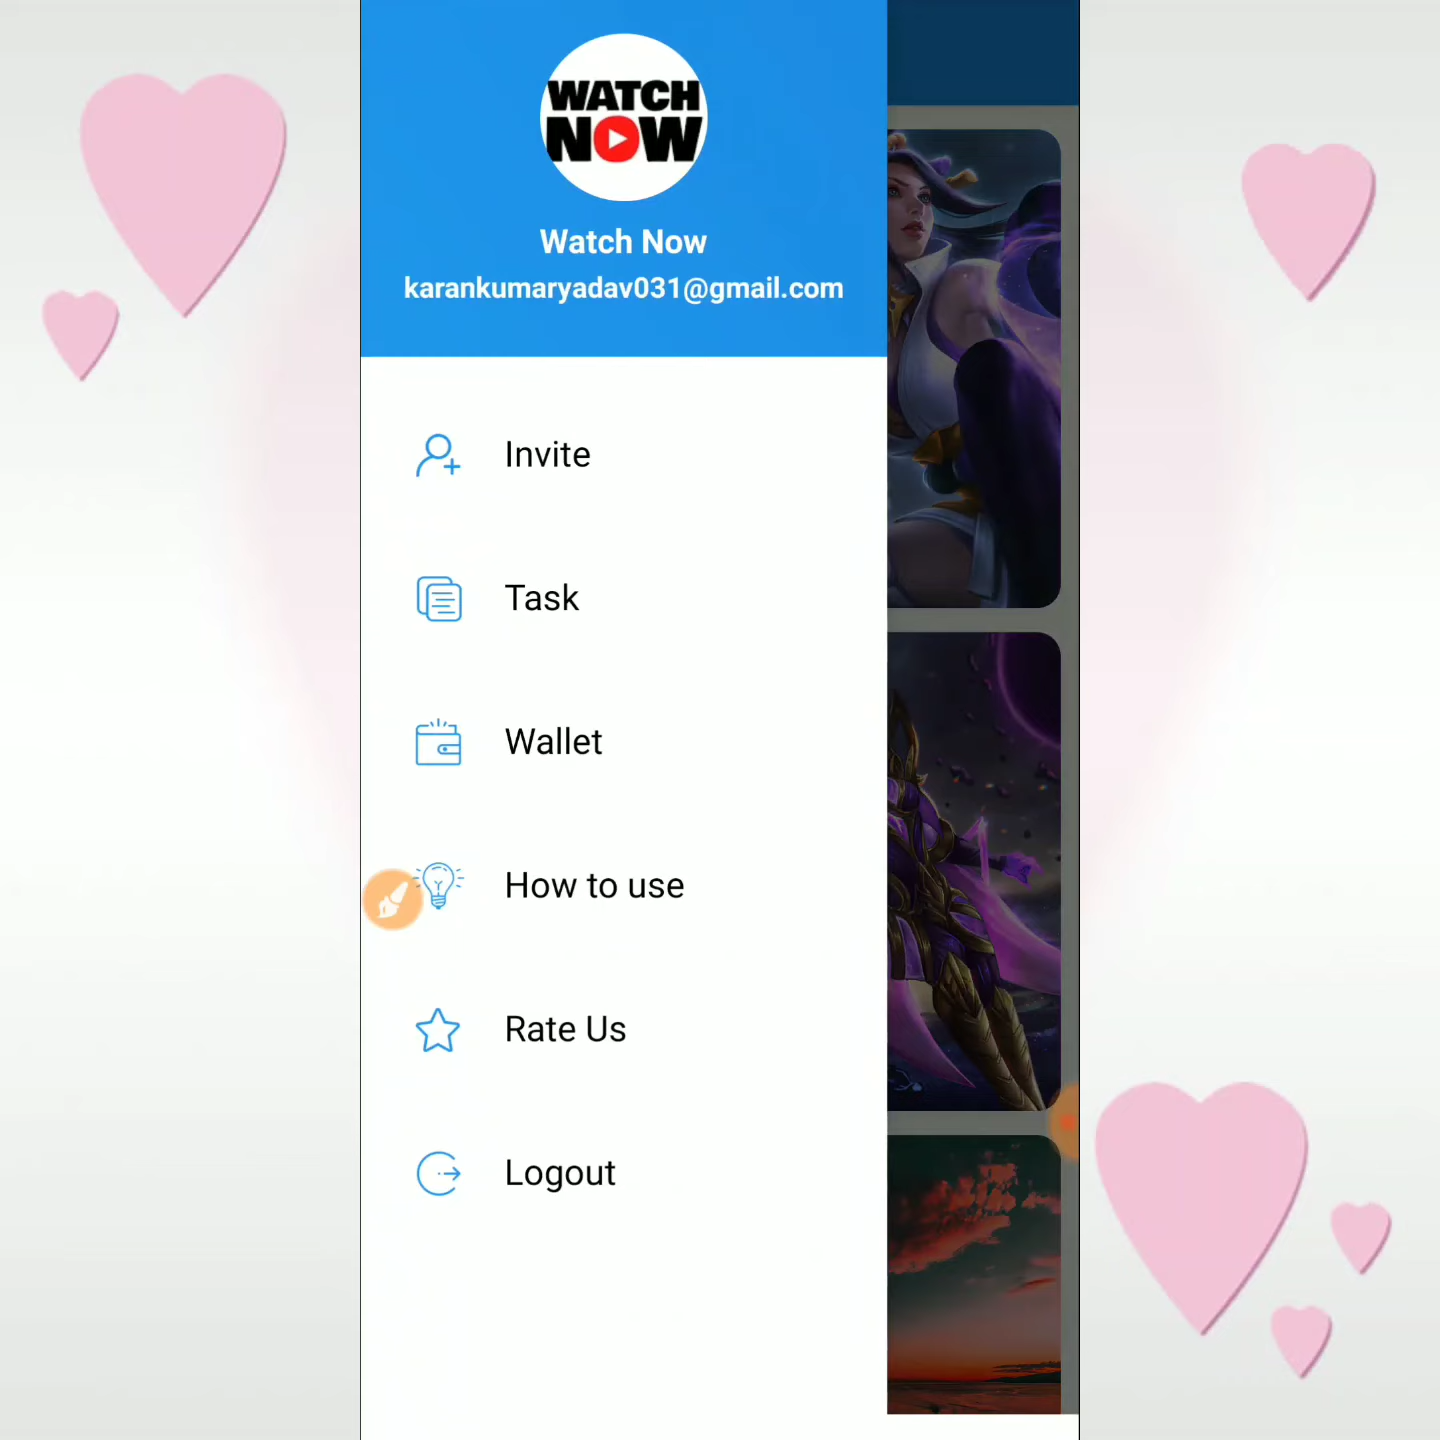 WATCH
NOW
Watch Now
karankumaryadav031@gmail.com
Invite
Task
Wallet
How to use
Rate Us
Logout